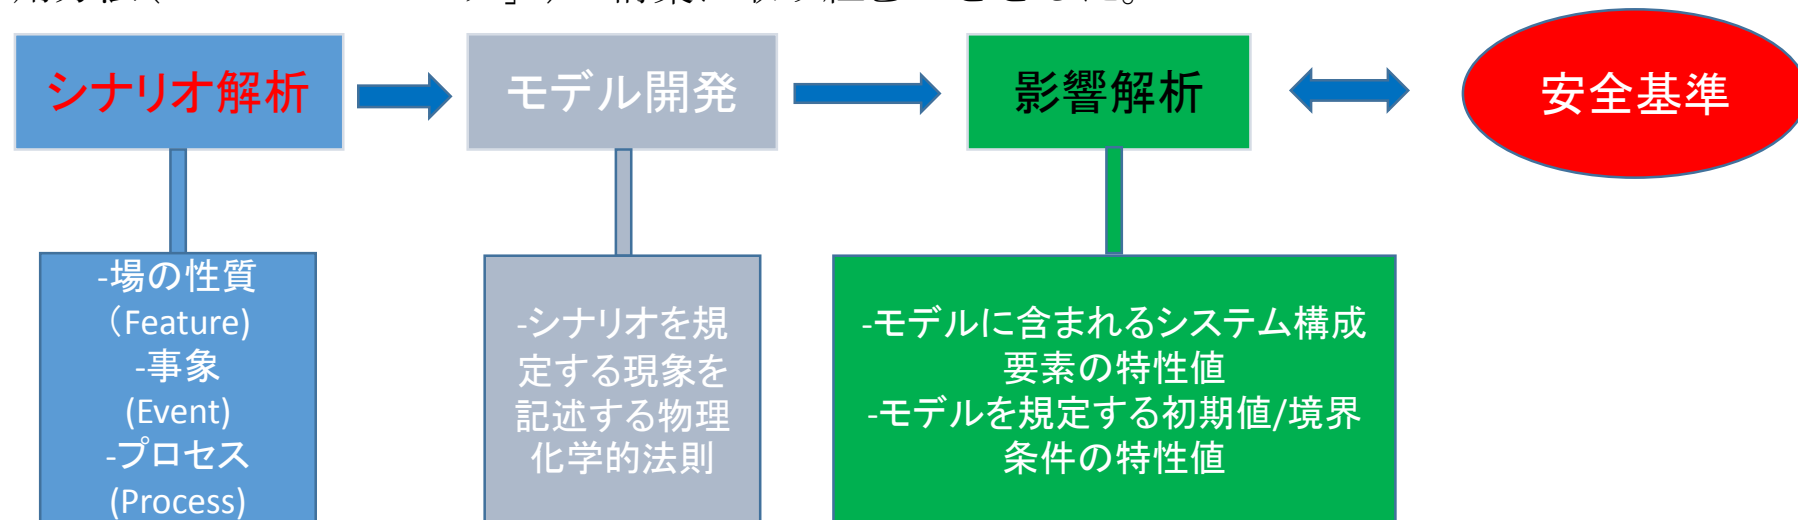 シナリオ解析
モデル開発
影響解析
安全基準
-場の性質
（Feature)
-事象
(Event)
-プロセス
(Process)
-シナリオを規
定する現象を
記述する物理
化学的法則
-モデルに含まれるシステム構成
要素の特性値
-モデルを規定する初期値/境界
条件の特性値